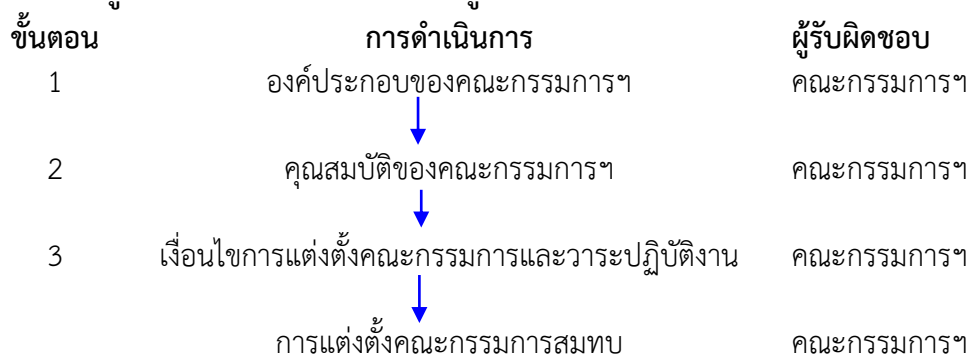 ขั้นตอน การดำเนินการ ผู้รับผิดชอบ
1 องค์ประกอบของคณะกรรมการฯ คณะกรรมการฯ
2 คุณสมบัติของคณะกรรมการฯ คณะกรรมการฯ
3 เงื่อนไขการแต่งตั้งคณะกรรมการและวาระปฏิบัติงาน คณะกรรมการฯ
การแต่งตั้งคณะกรรมการสมทบ คณะกรรมการฯ